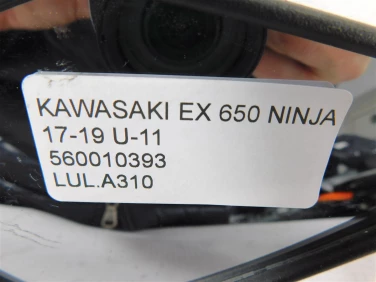 KAWASAKI EX 650 NINJA
17-19 U-11
560010393
LUL.A310